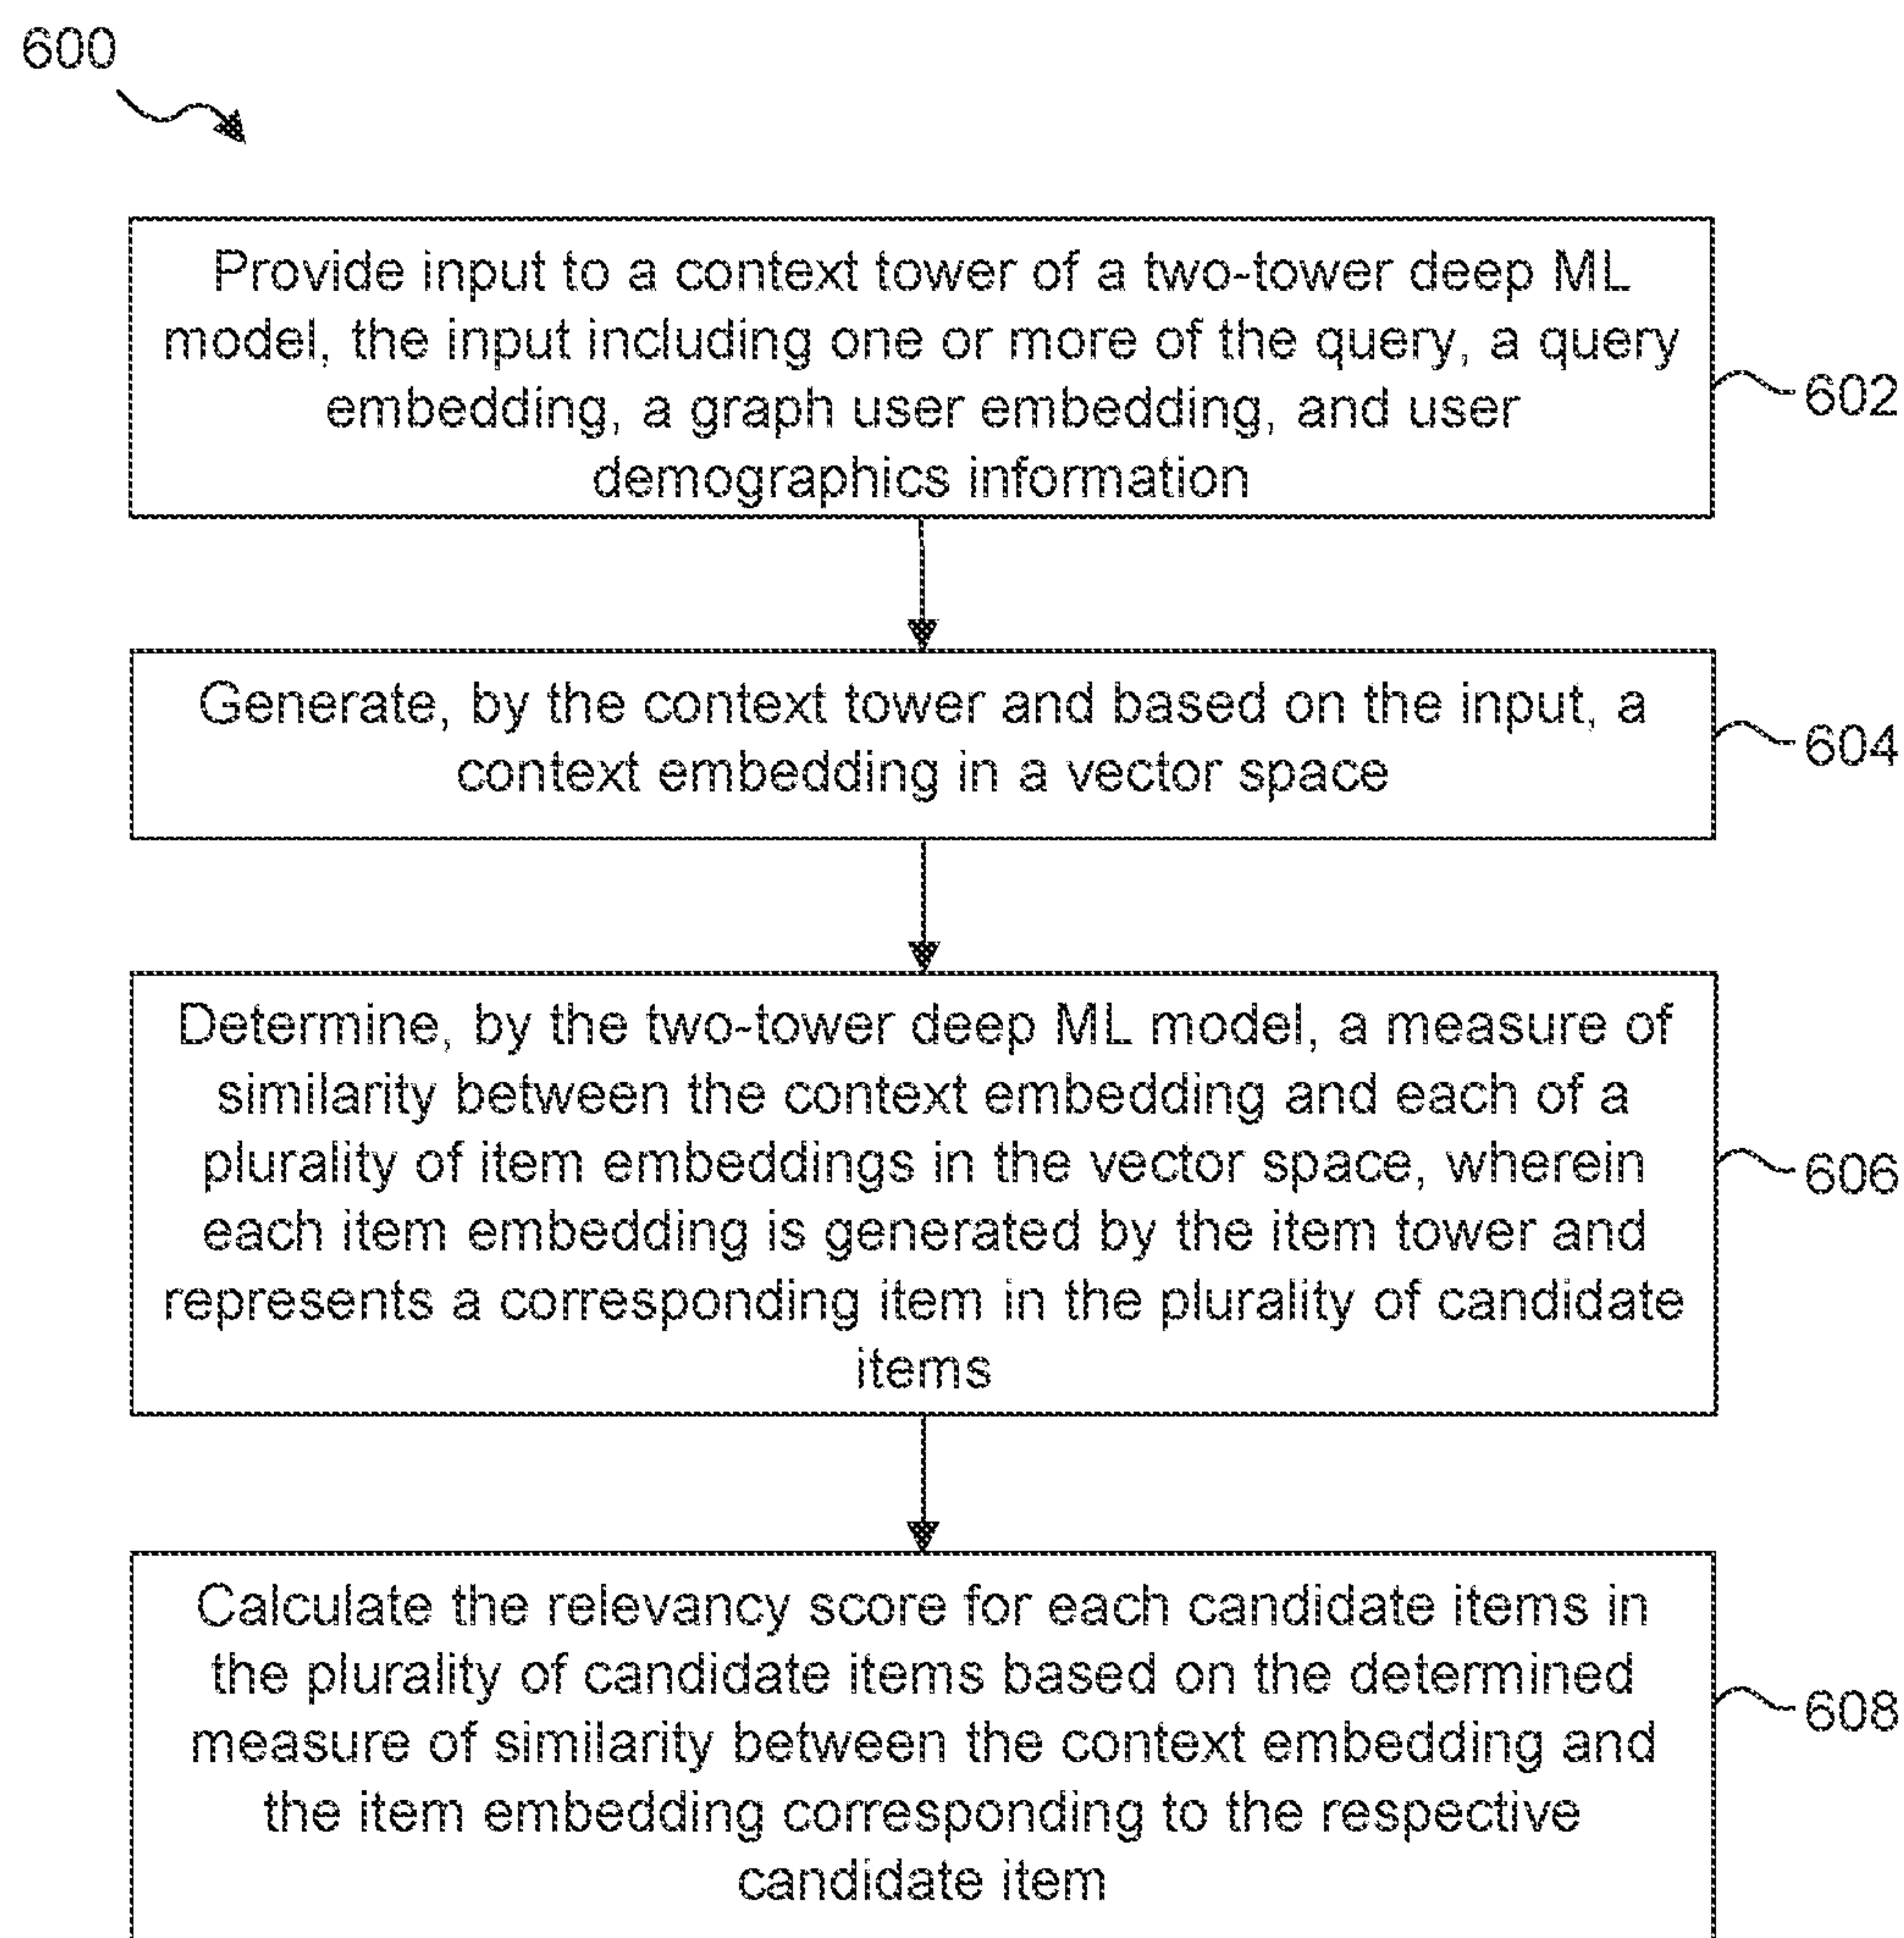 600
Provide input to a context tower of a two-tower deep ML
model, the input including one or more of the query, a query
embedding, a graph user embedding, and user
demographics information
602
Generate, by the context tower and based on the input, a
context embedding in a vector space
604
Determine, by the two-tower deep ML model, a measure of
similarity between the context embedding and each of a
plurality of item embeddings in the vector space, wherein
each item embedding is generated by the item tower and
represents a corresponding item in the plurality of candidate
items
606
Calculate the relevancy score for each candidate items in
the plurality of candidate items based on the determined
measure of similarity between the context embedding and
the item embedding corresponding to the respective
candidate item
608